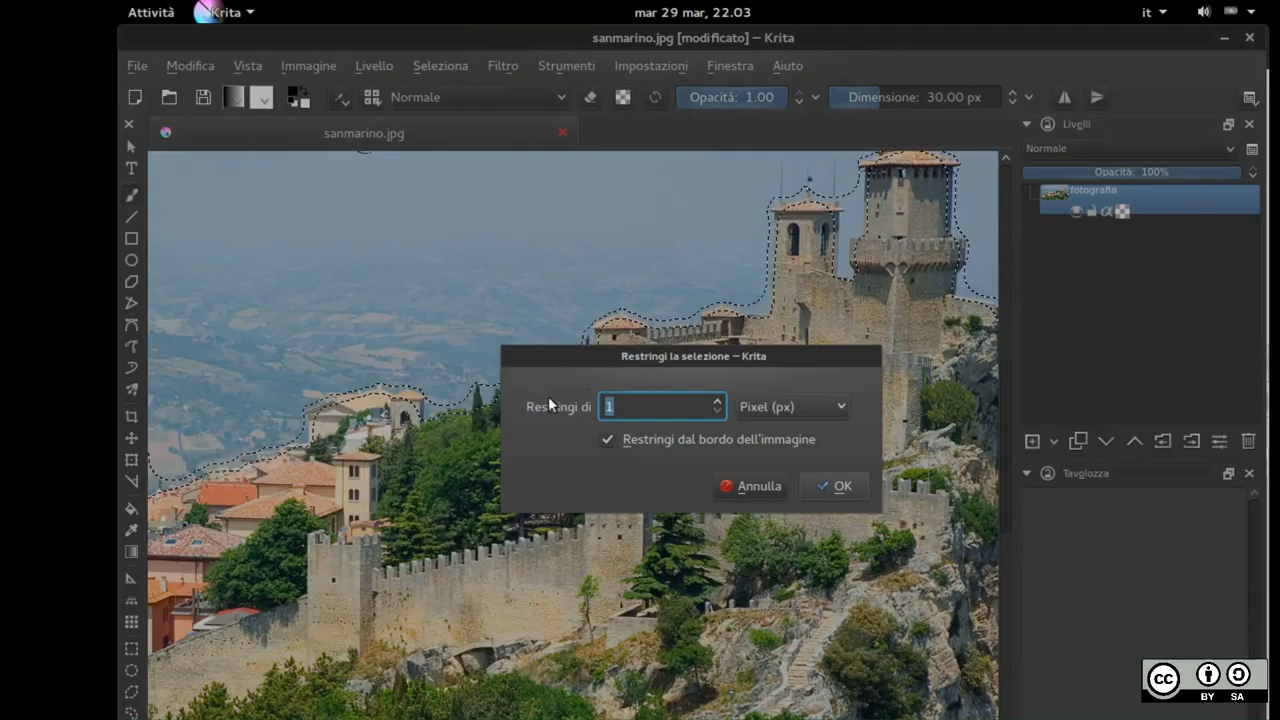 Attività Krita mar 29 mar, 22.03 it
sanmarino.jpg [modificato] — Krita
File Modifica Vista Immagine Livello Seleziona Filtro Strumenti Impostazioni Finestra Aiuto
Normale Opacità: 1.00 Dimensione: 30.00 px
sanmarino.jpg
Livelli
Normale
Opacità: 100%
fotografia
Restringi la selezione — Krita
Restringi di 1 Pixel (px)
Restringi dal bordo dell'immagine
Annulla OK
Tavolozza
cc
BY SA